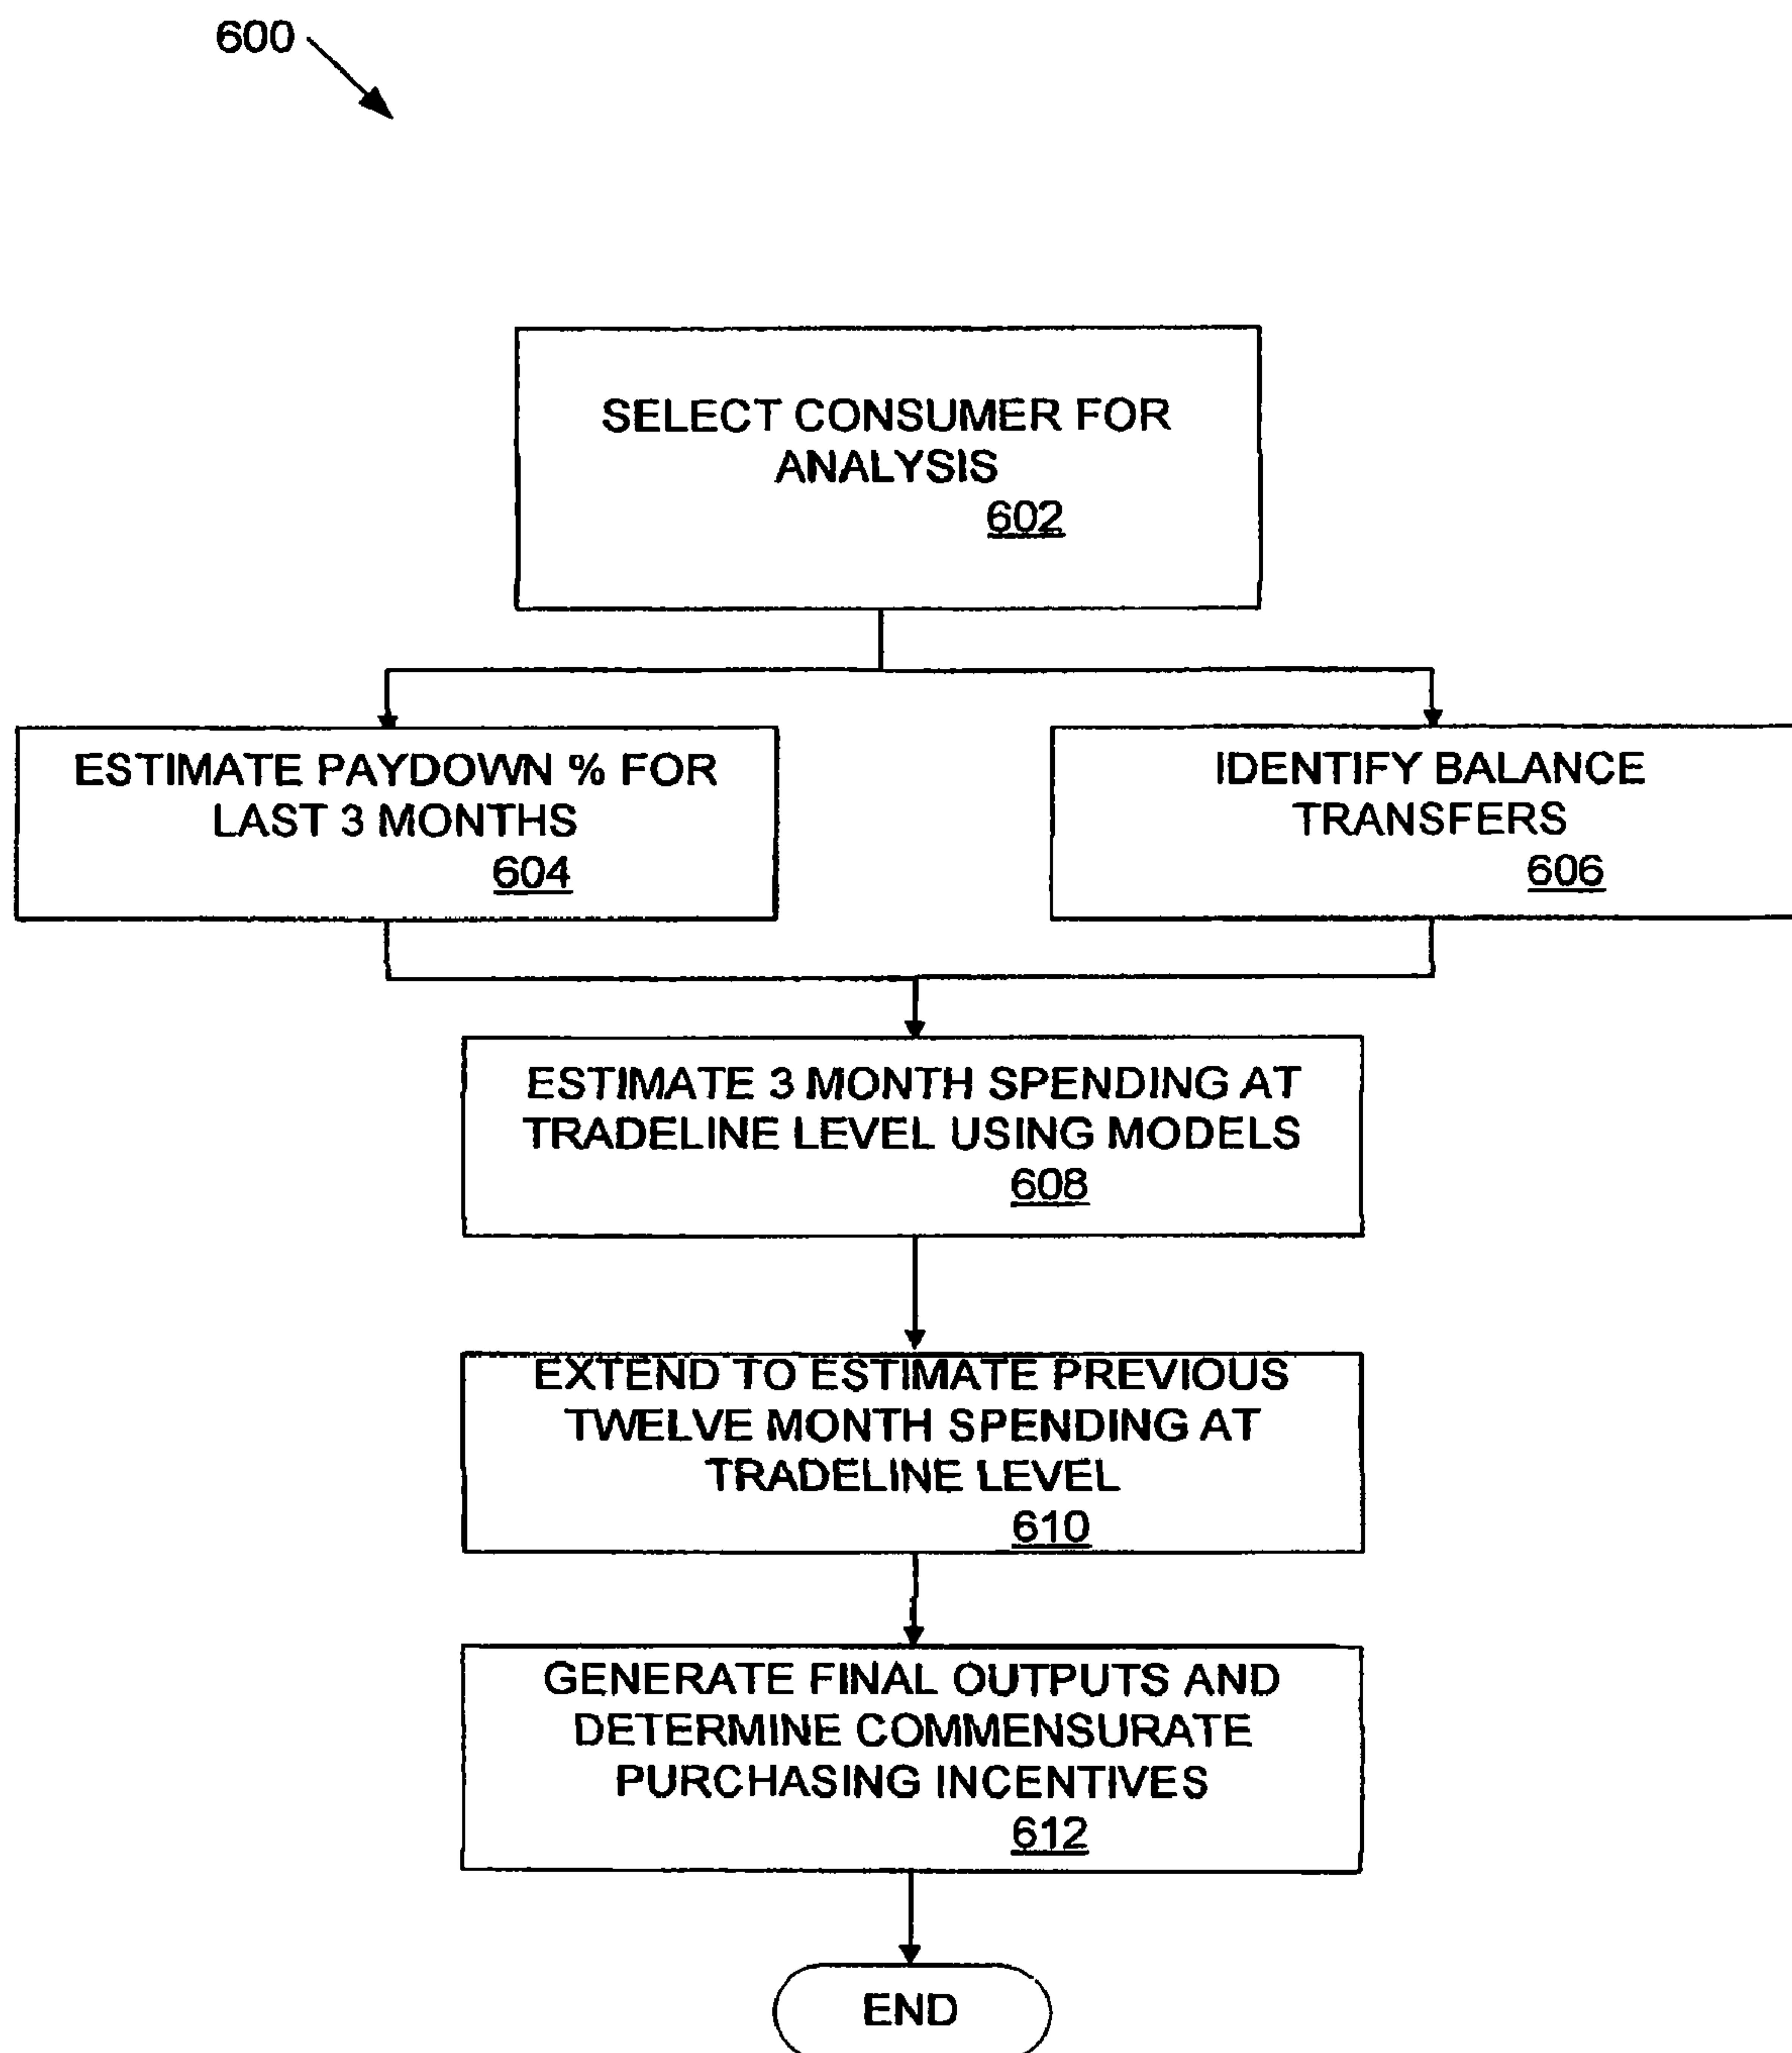 600
SELECT CONSUMER FOR
ANALYSIS
602
ESTIMATE PAYDOWN % FOR
LAST 3 MONTHS
604
IDENTIFY BALANCE
TRANSFERS
606
ESTIMATE 3 MONTH SPENDING AT
TRADELINE LEVEL USING MODELS
608
EXTEND TO ESTIMATE PREVIOUS
TWELVE MONTH SPENDING AT
TRADELINE LEVEL
610
GENERATE FINAL OUTPUTS AND
DETERMINE COMMENSURATE
PURCHASING INCENTIVES
612
END